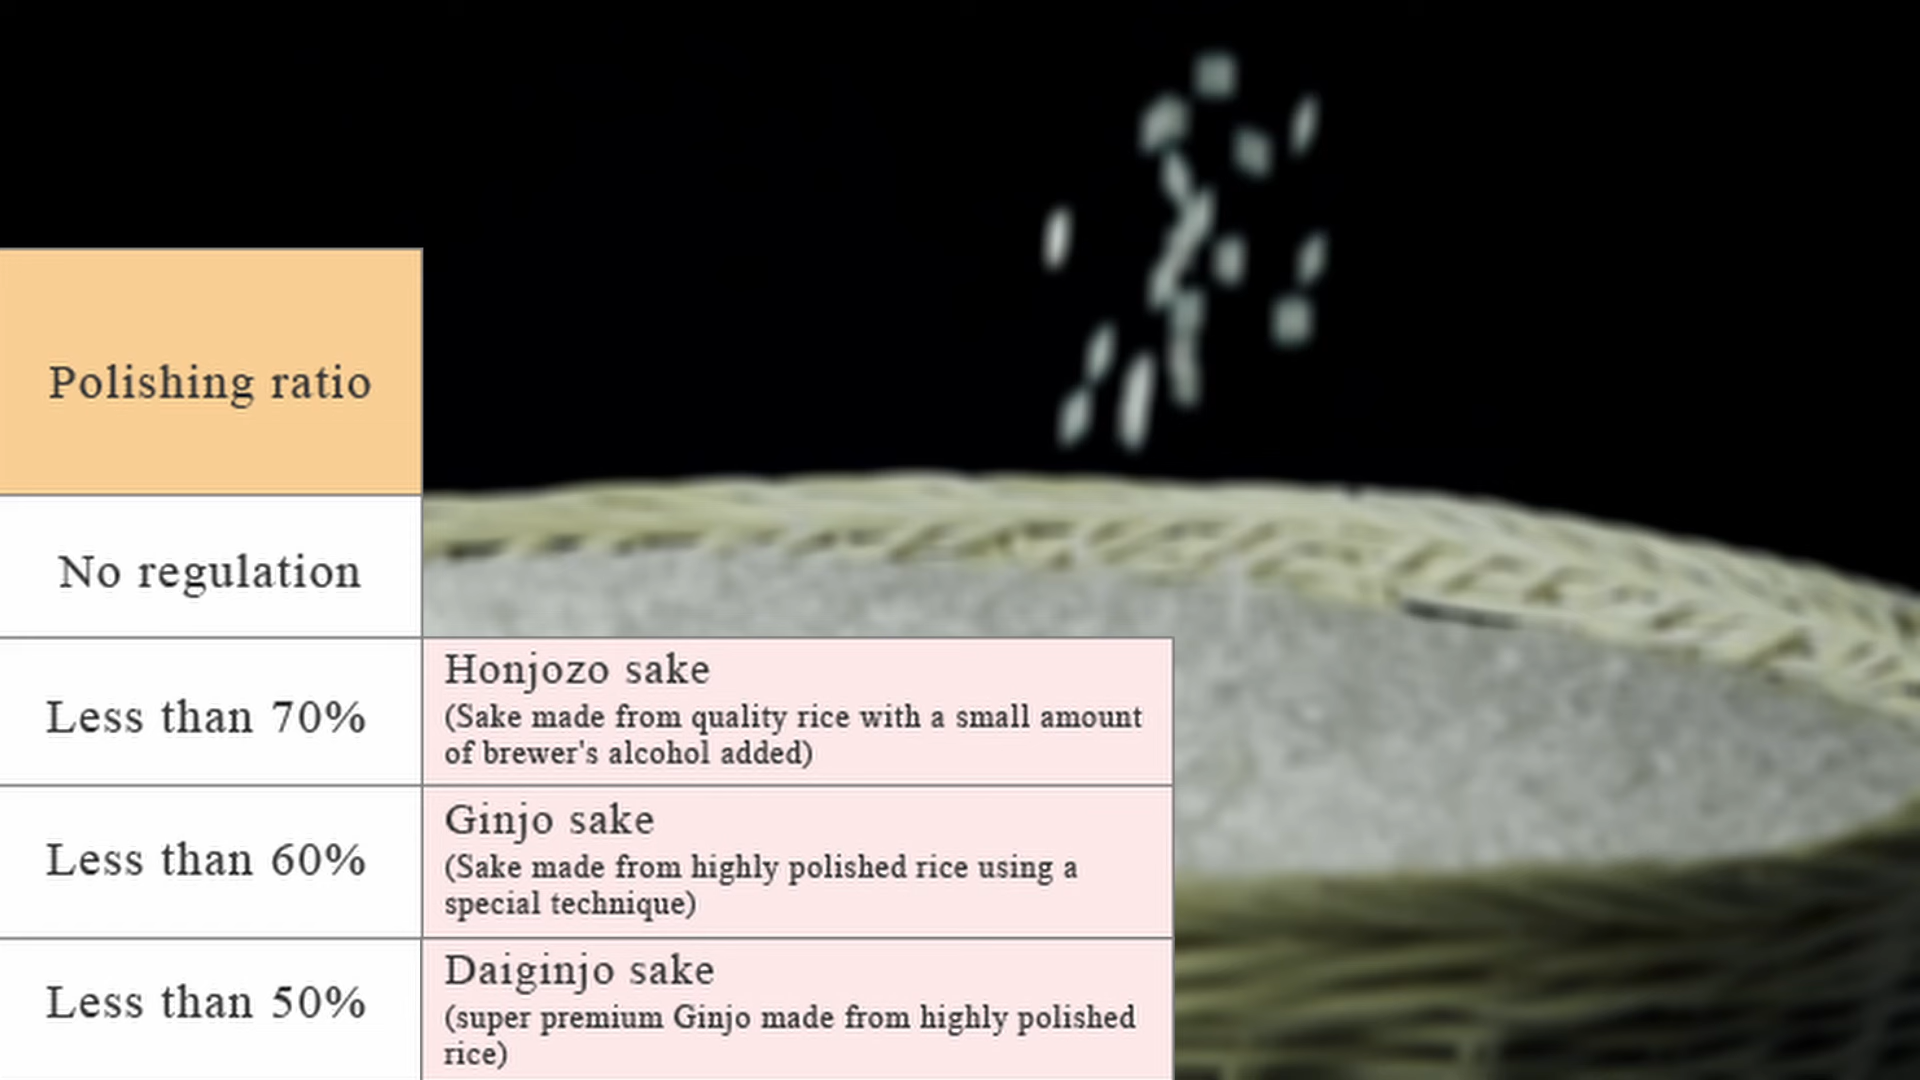 Polishing ratio
No regulation
Less than 70%
Honjozo sake
(Sake made from quality rice with a small amount
of brewer's alcohol added)
Less than 60%
Ginjo sake
(Sake made from highly polished rice using a
special technique)
Less than 50%
Daiginjo sake
(super premium Ginjo made from highly polished
rice)